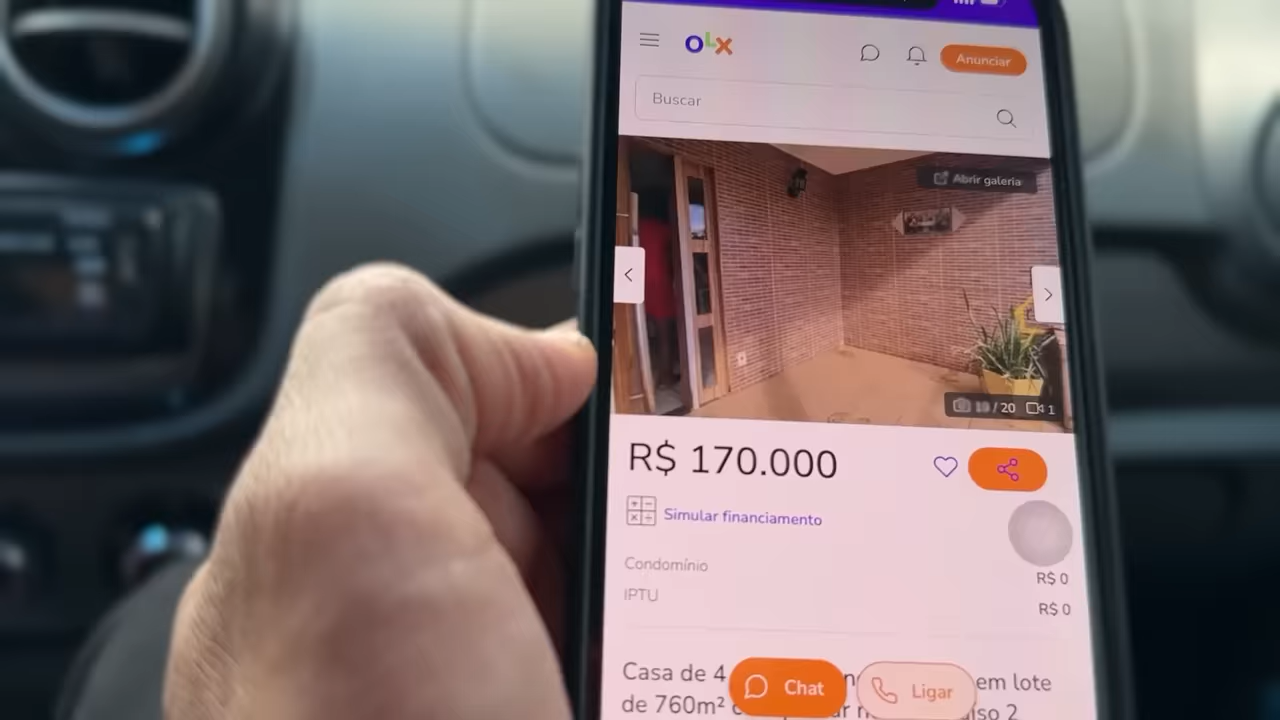 OLX
Anunciar
Buscar
Abrir galeria
/ 20
1
R$ 170.000
Simular financiamento
Condomínio
R$ 0
IPTU
R$ 0
Casa de 4
em lote
Chat
Ligar
de 760m²
2